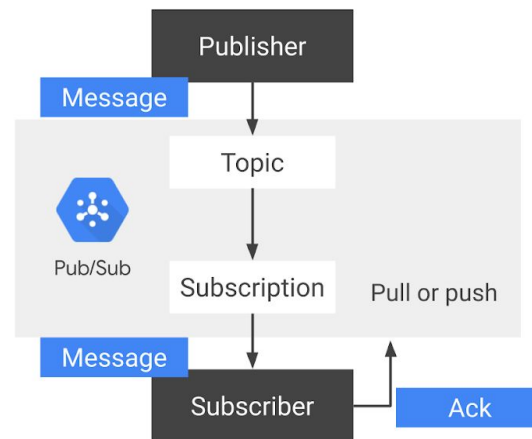 Publisher
Message
Topic
Pub/Sub
Subscription
Pull or push
Message
Subscriber
Ack